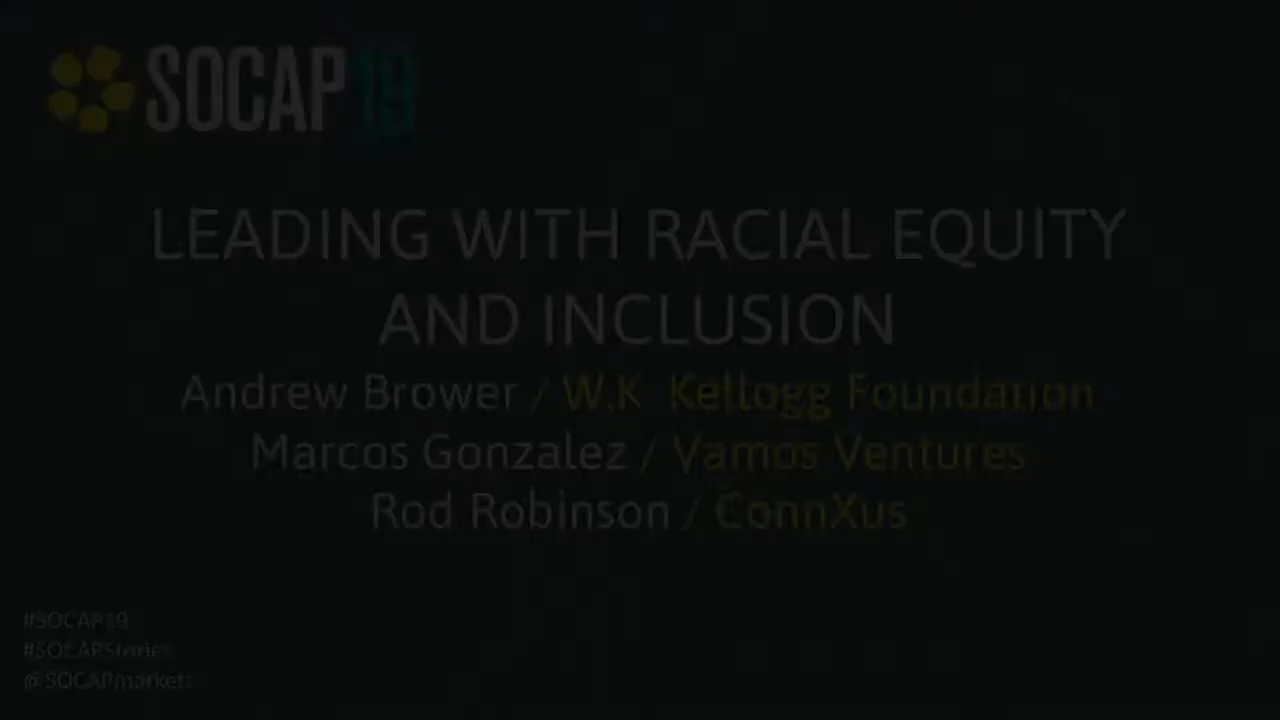 SOCAP19
LEADING WITH RACIAL EQUITY
AND INCLUSION
Andrew Brower / W.K Kellogg Foundation
Marcos Gonzalez / Vamos Ventures
Rod Robinson / ConnXus
#SOCAP19
#SOCAPStories
@SOCAPmarkets